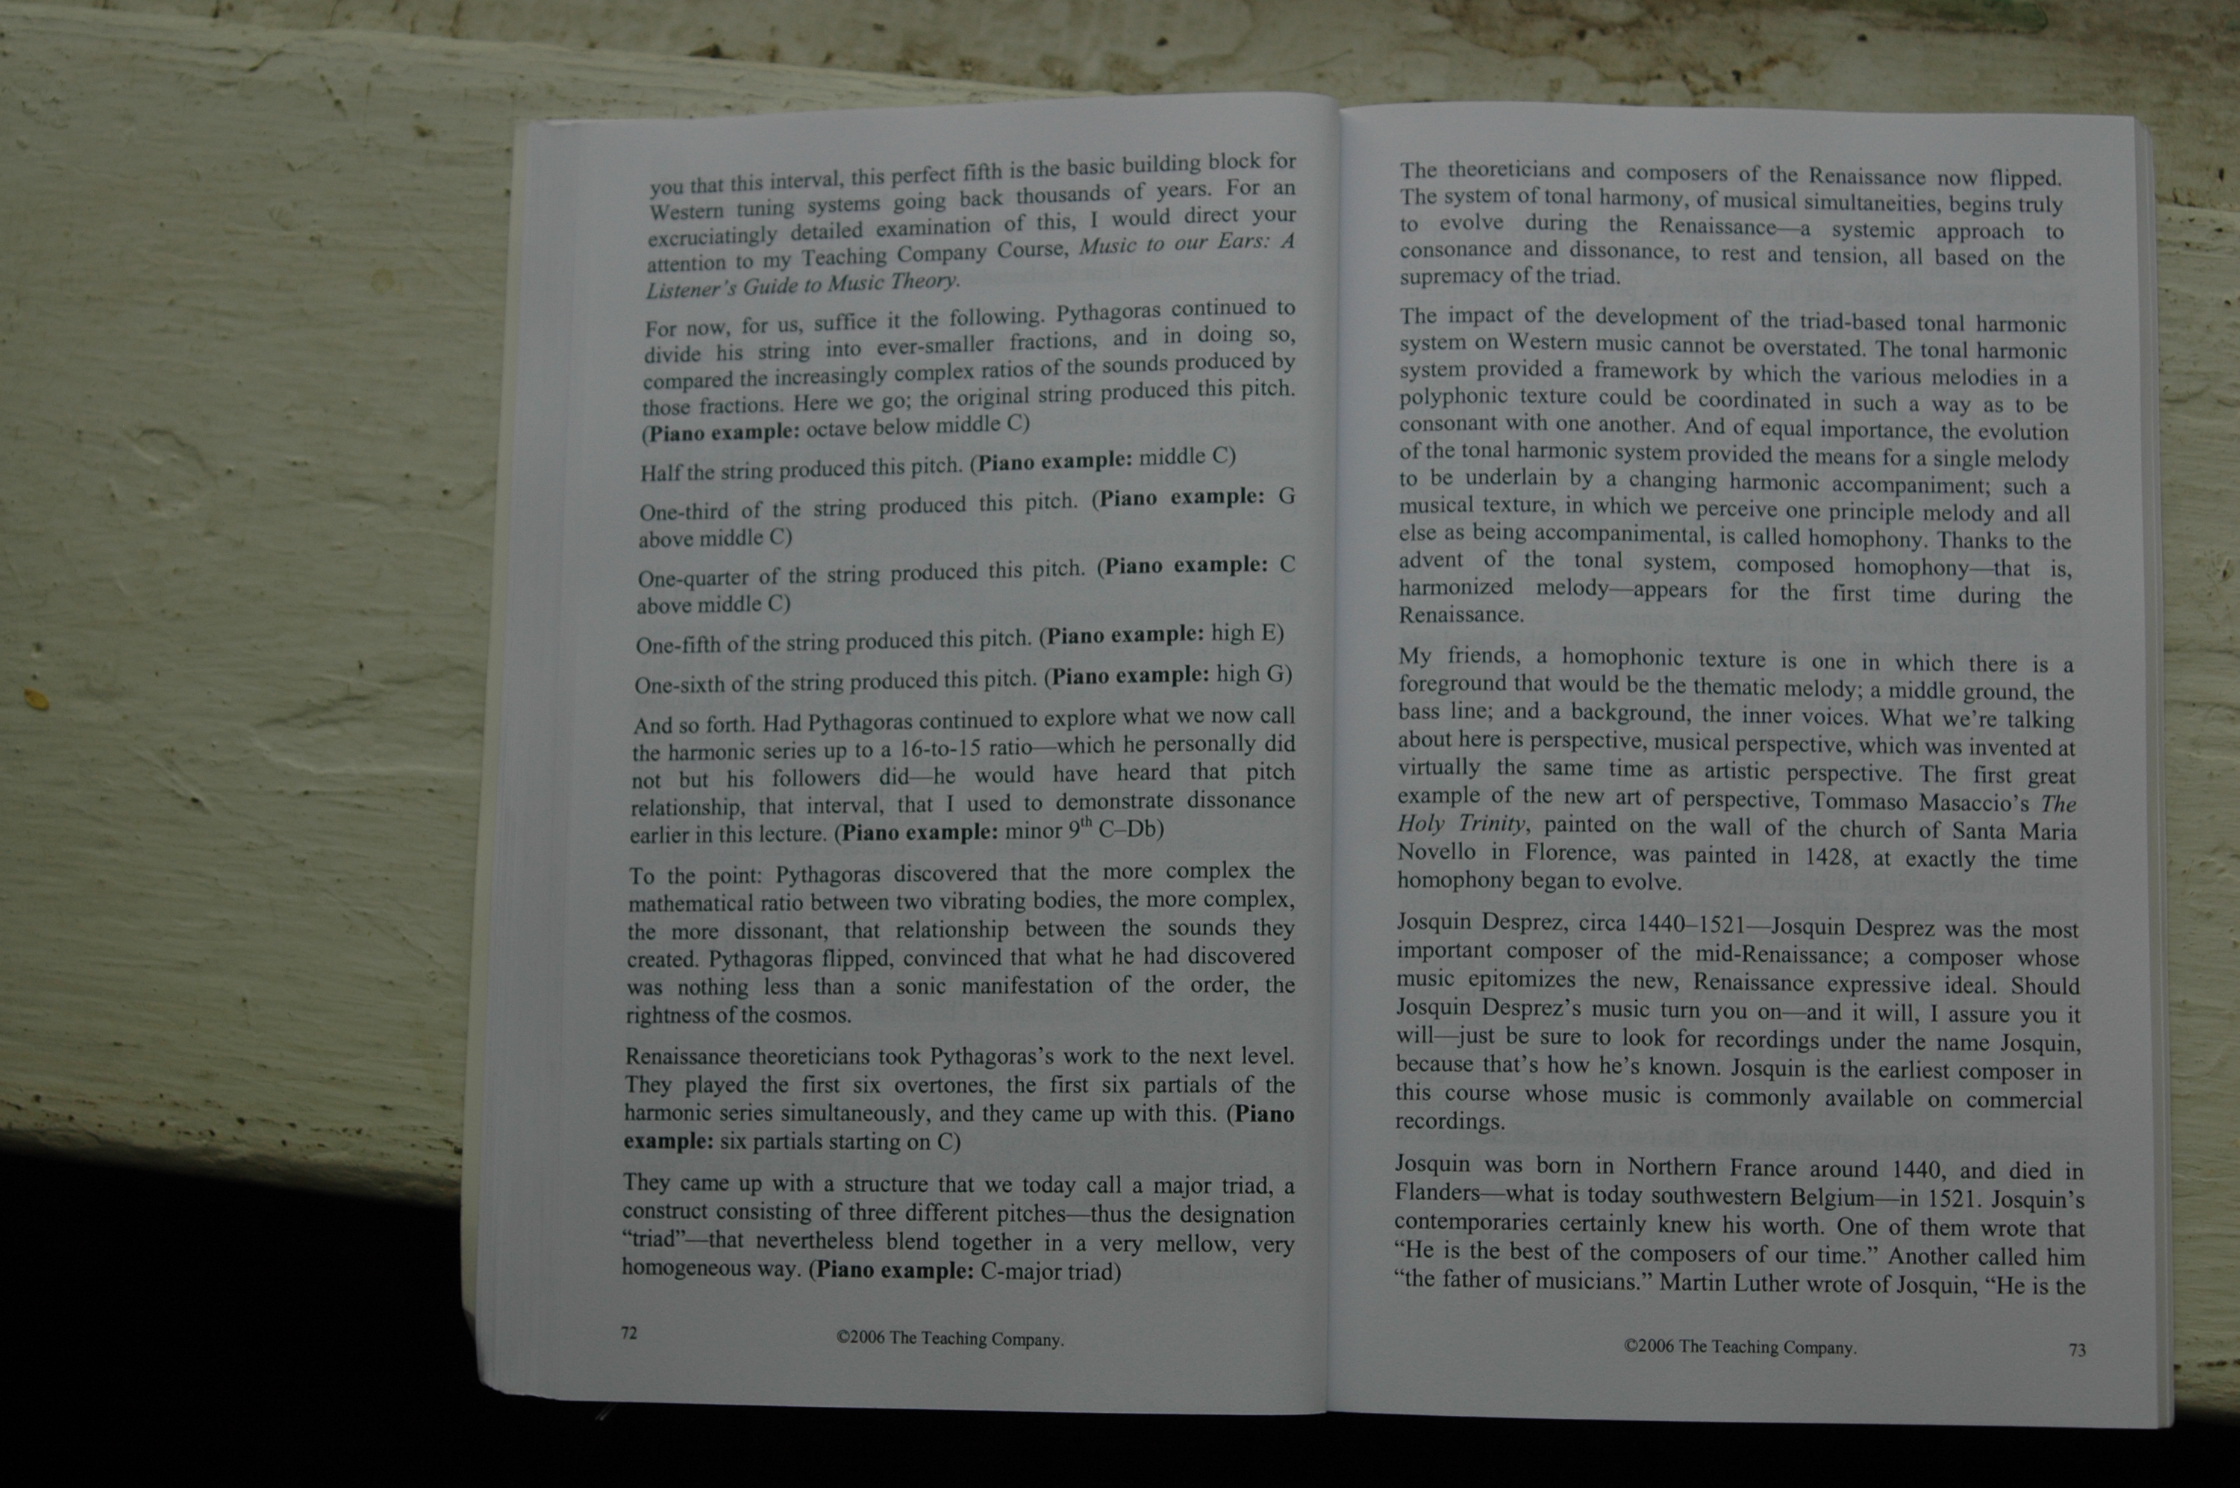 you that this interval, this perfect fifth is the basic building block for
Western tuning systems going back thousands of years. For an
excruciatingly detailed examination of this, I would direct your
attention to my Teaching Company Course, Music to our Ears: A
Listener's Guide to Music Theory.
For now, for us, suffice it the following. Pythagoras continued to
divide his string into ever-smaller fractions, and in doing so,
compared the increasingly complex ratios of the sounds produced by
those fractions. Here we go; the original string produced this pitch.
(Piano example: octave below middle C)
Half the string produced this pitch. (Piano example: middle C)
One-third of the string produced this pitch. (Piano example: G
above middle C)
One-quarter of the string produced this pitch. (Piano example: C
above middle C)
One-fifth of the string produced this pitch. (Piano example: high E)
One-sixth of the string produced this pitch. (Piano example: high G)
And so forth. Had Pythagoras continued to explore what we now call
the harmonic series up to a 16-to-15 ratio—which he personally did
not but his followers did—he would have heard that pitch
relationship, that interval, that I used to demonstrate dissonance
earlier in this lecture. (Piano example: minor 9th C–Db)
To the point: Pythagoras discovered that the more complex the
mathematical ratio between two vibrating bodies, the more complex,
the more dissonant, that relationship between the sounds they
created. Pythagoras flipped, convinced that what he had discovered
was nothing less than a sonic manifestation of the order, the
rightness of the cosmos.
Renaissance theoreticians took Pythagoras's work to the next level.
They played the first six overtones, the first six partials of the
harmonic series simultaneously, and they came up with this. (Piano
example: six partials starting on C)
They came up with a structure that we today call a major triad, a
construct consisting of three different pitches—thus the designation
“triad”—that nevertheless blend together in a very mellow, very
homogeneous way. (Piano example: C-major triad)
72
©2006 The Teaching Company.
The theoreticians and composers of the Renaissance now flipped.
The system of tonal harmony, of musical simultaneities, begins truly
to evolve during the Renaissance—a systemic approach to
consonance and dissonance, to rest and tension, all based on the
supremacy of the triad.
The impact of the development of the triad-based tonal harmonic
system on Western music cannot be overstated. The tonal harmonic
system provided a framework by which the various melodies in a
polyphonic texture could be coordinated in such a way as to be
consonant with one another. And of equal importance, the evolution
of the tonal harmonic system provided the means for a single melody
to be underlain by a changing harmonic accompaniment; such a
musical texture, in which we perceive one principle melody and all
else as being accompanimental, is called homophony. Thanks to the
advent of the tonal system, composed homophony—that is,
harmonized melody—appears for the first time during the
Renaissance.
My friends, a homophonic texture is one in which there is a
foreground that would be the thematic melody; a middle ground, the
bass line; and a background, the inner voices. What we're talking
about here is perspective, musical perspective, which was invented at
virtually the same time as artistic perspective. The first great
example of the new art of perspective, Tommaso Masaccio's The
Holy Trinity, painted on the wall of the church of Santa Maria
Novello in Florence, was painted in 1428, at exactly the time
homophony began to evolve.
Josquin Desprez, circa 1440–1521—Josquin Desprez was the most
important composer of the mid-Renaissance; a composer whose
music epitomizes the new, Renaissance expressive ideal. Should
Josquin Desprez's music turn you on—and it will, I assure you it
will—just be sure to look for recordings under the name Josquin,
because that's how he's known. Josquin is the earliest composer in
this course whose music is commonly available on commercial
recordings.
Josquin was born in Northern France around 1440, and died in
Flanders—what is today southwestern Belgium—in 1521. Josquin's
contemporaries certainly knew his worth. One of them wrote that
“He is the best of the composers of our time.” Another called him
“the father of musicians.” Martin Luther wrote of Josquin, “He is the
©2006 The Teaching Company.
73